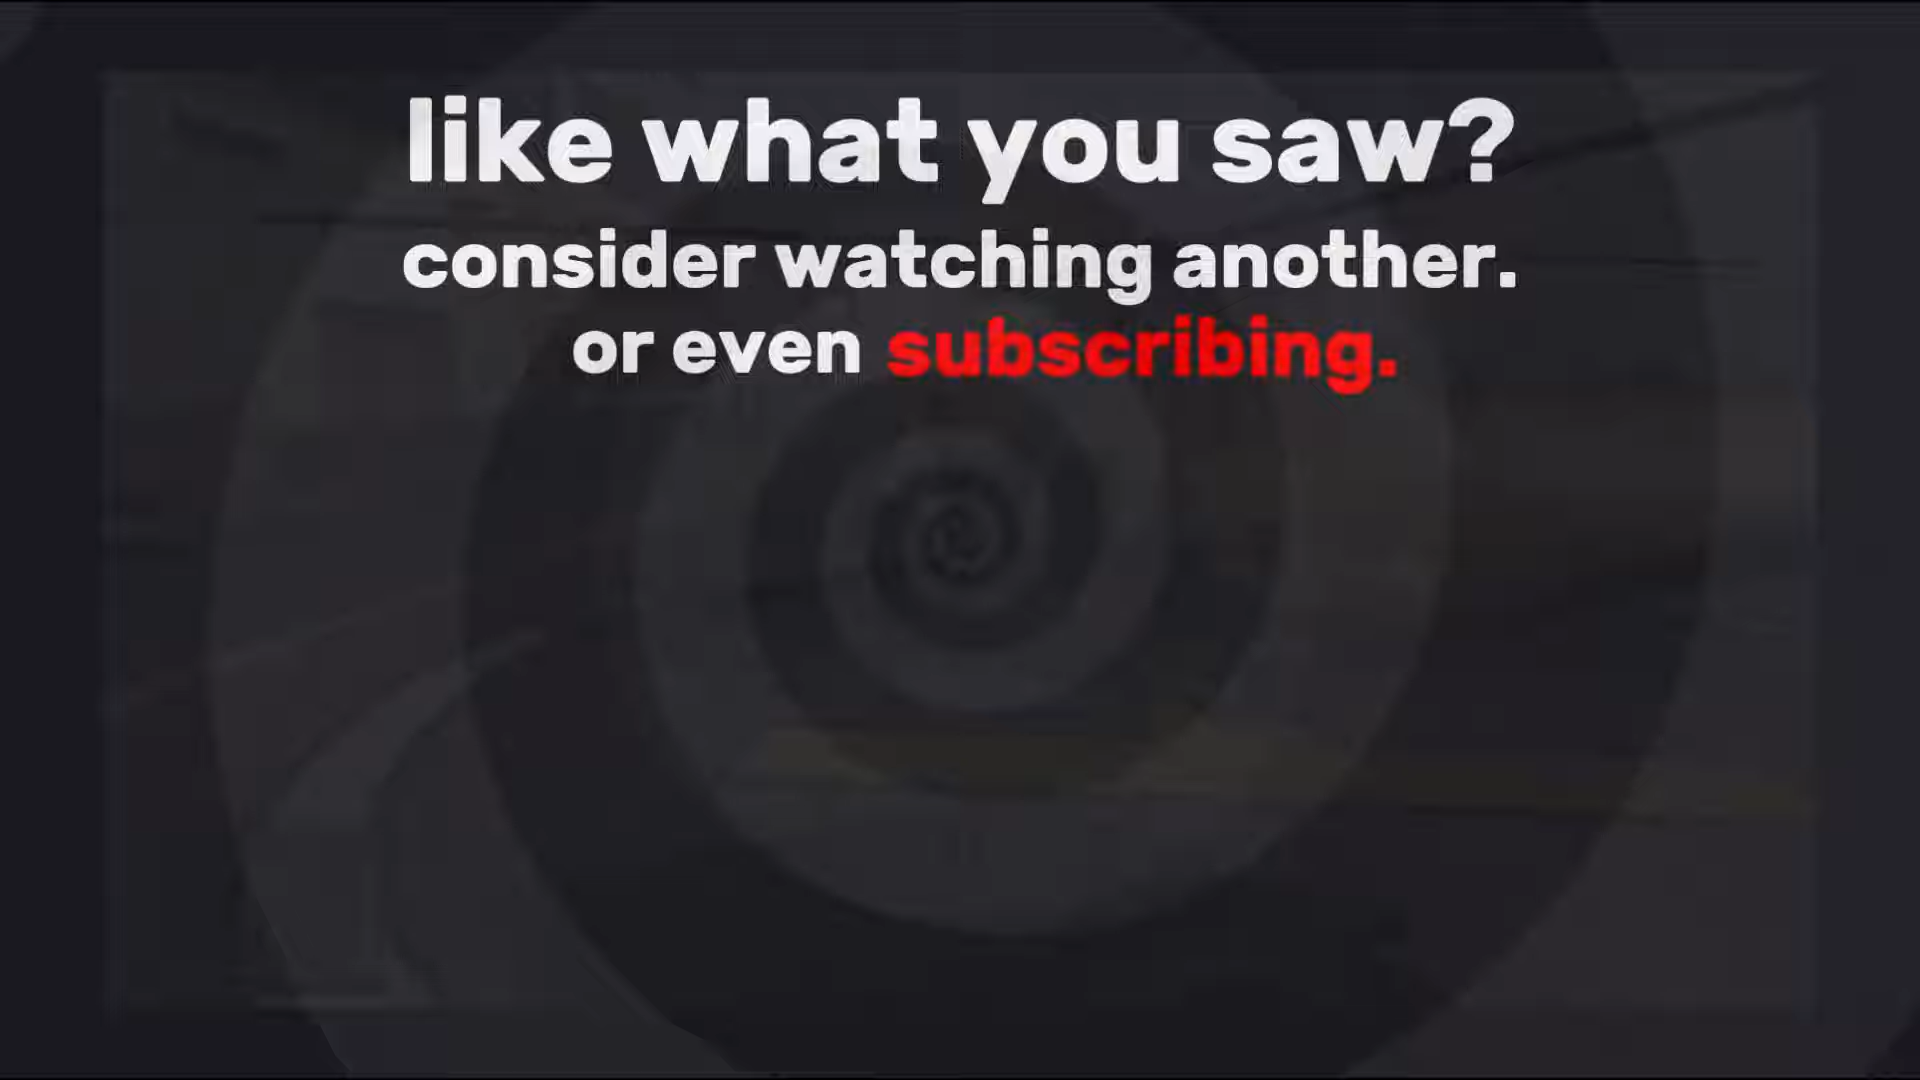 like what you saw?
consider watching another.
or even subscribing.